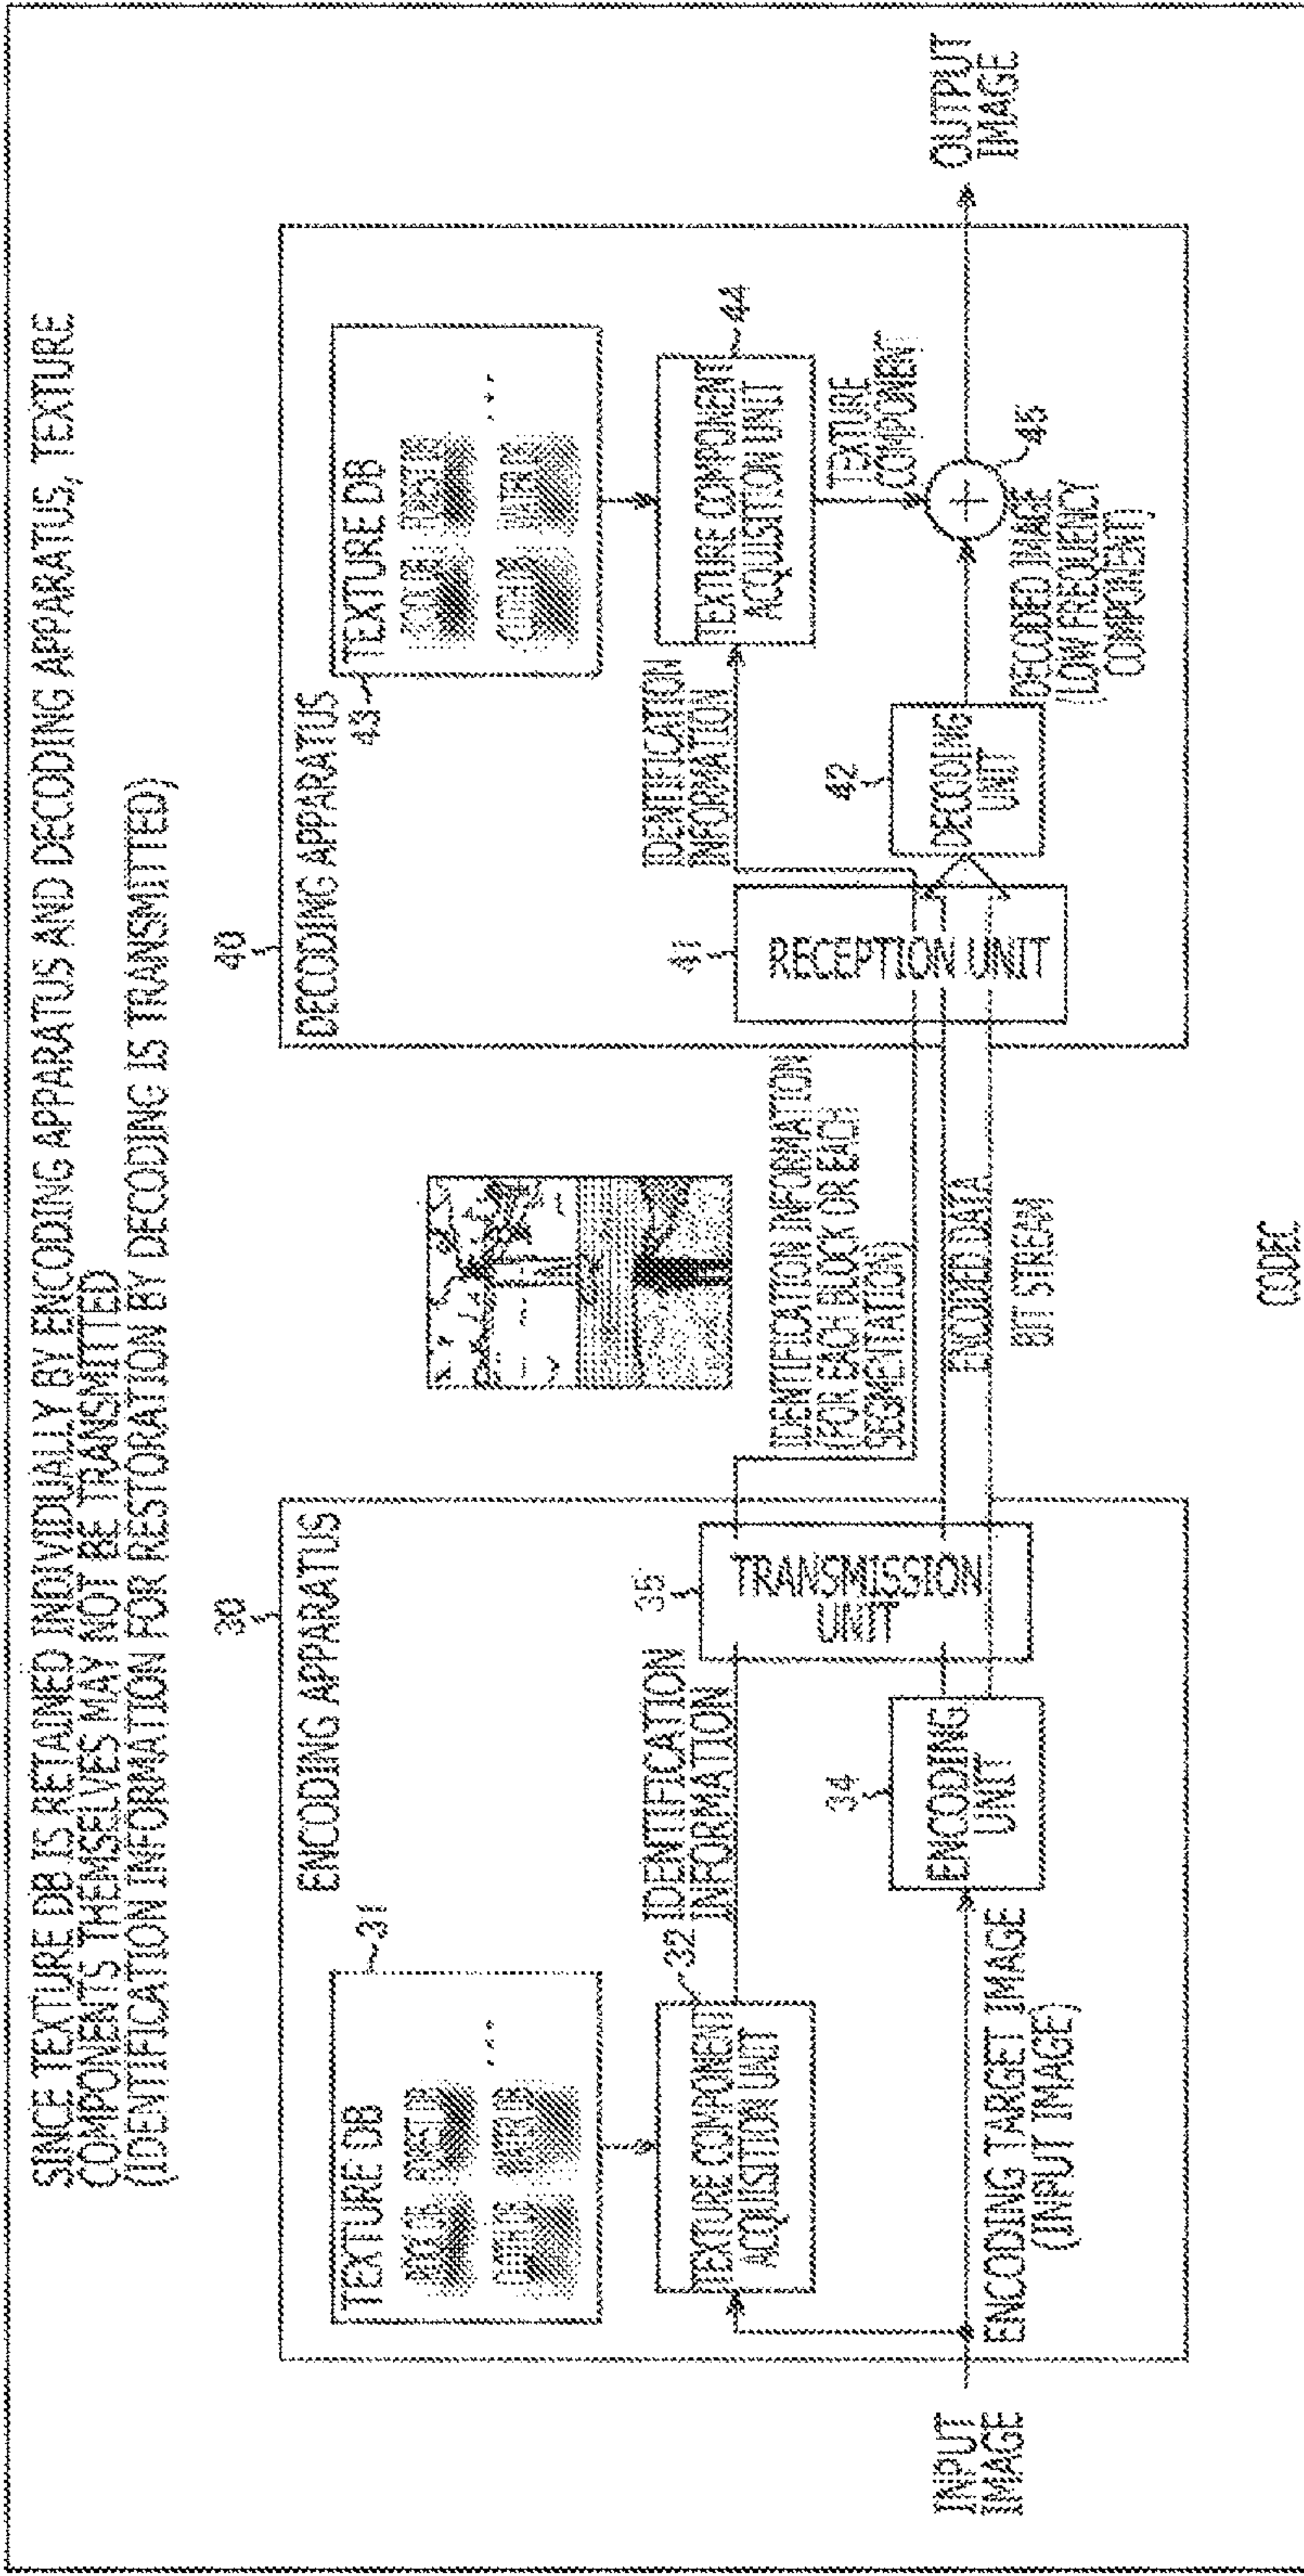 SINCE TEXTURE DB IS RETAINED INDIVIDUALLY BY ENCODING APPARATUS AND DECODING APPARATUS, TEXTURE
COMPONENTS THEMSELVES MAY NOT BE TRANSMITTED
(IDENTIFICATION INFORMATION FOR RESTORATION BY DECODING IS TRANSMITTED)
30
ENCODING APPARATUS
31
TEXTURE DB
...
32
TEXTURE COMPONENT
ACQUISITION UNIT
IDENTIFICATION
INFORMATION
35
TRANSMISSION
UNIT
34
ENCODING
UNIT
INPUT
IMAGE
ENCODING TARGET IMAGE
(INPUT IMAGE)
IDENTIFICATION INFORMATION
(FOR EACH BLOCK OR EACH
SEGMENTATION)
ENCODED DATA
BIT STREAM
40
DECODING APPARATUS
43
TEXTURE DB
...
IDENTIFICATION
INFORMATION
44
TEXTURE COMPONENT
ACQUISITION UNIT
TEXTURE
COMPONENT
41
RECEPTION UNIT
42
DECODING
UNIT
45
DECODED IMAGE
(LOW FREQUENCY
COMPONENT)
OUTPUT
IMAGE
CODEC